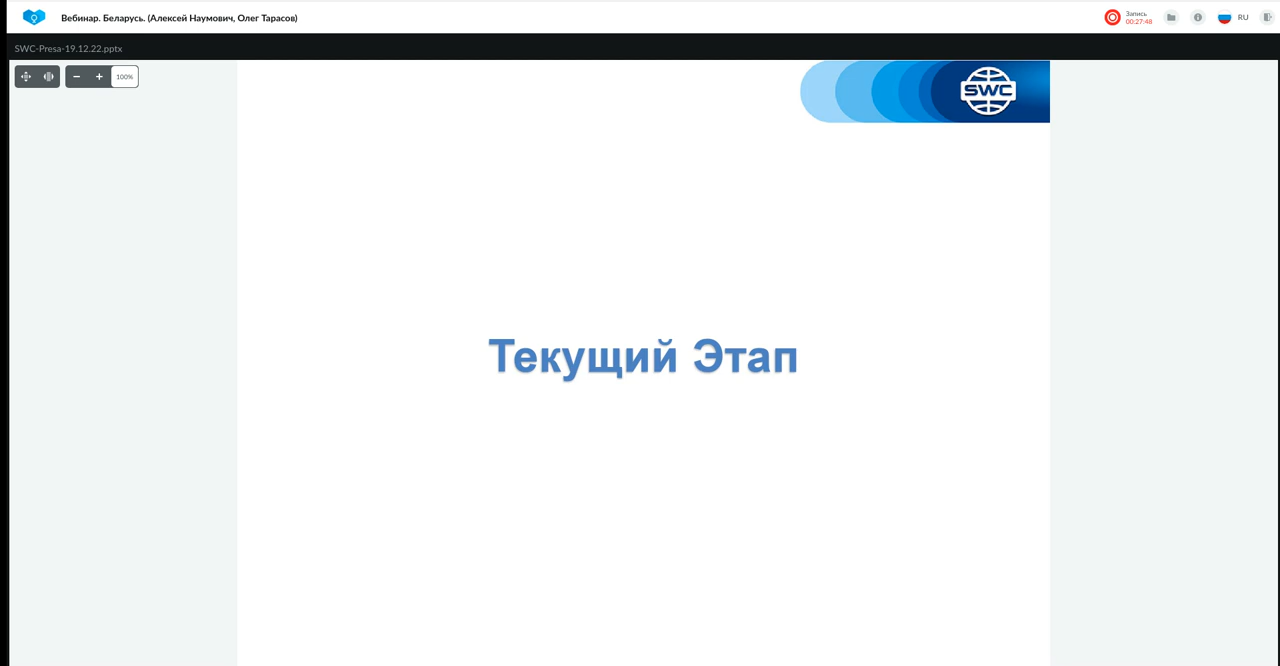 Вебинар. Беларусь. (Алексей Наумович, Олег Тарасов)
Запись
00:27:48
RU
SWC-Presa-19.12.22.pptx
100%
SWC
Текущий Этап